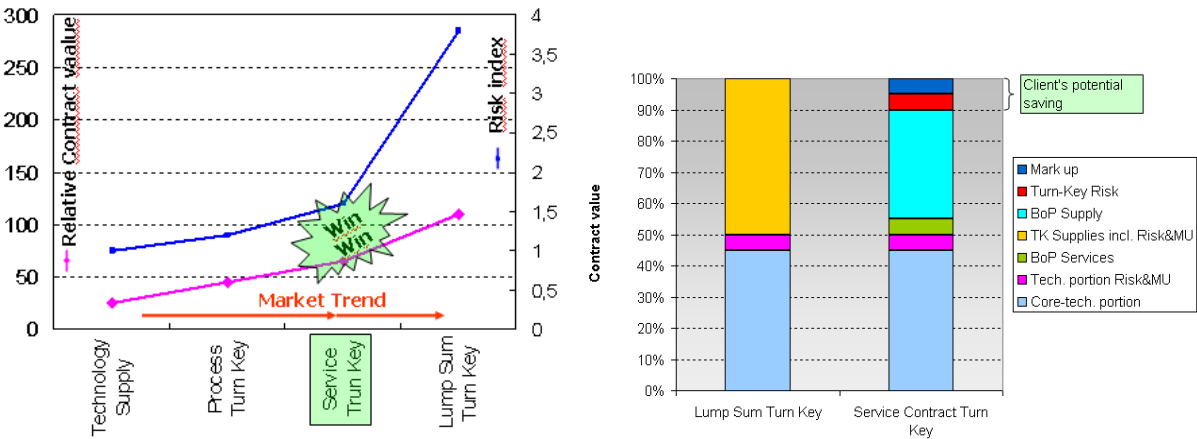 300
250
200
150
100
50
0
Relative Contract vaalue
4
3,5
3
2,5
2
1,5
1
0,5
0
Risk index
Win
Win
Market Trend
Technology
Supply
Process
Turn Key
Service
Trun Key
Lump Sum
Turn Key
100%
90%
80%
70%
60%
50%
40%
30%
20%
10%
0%
Contract value
Lump Sum Turn Key
Service Contract Turn
Key
Client's potential
saving
Mark up
Turn-Key Risk
BoP Supply
TK Supplies incl. Risk&MU
BoP Services
Tech. portion Risk&MU
Core-tech. portion